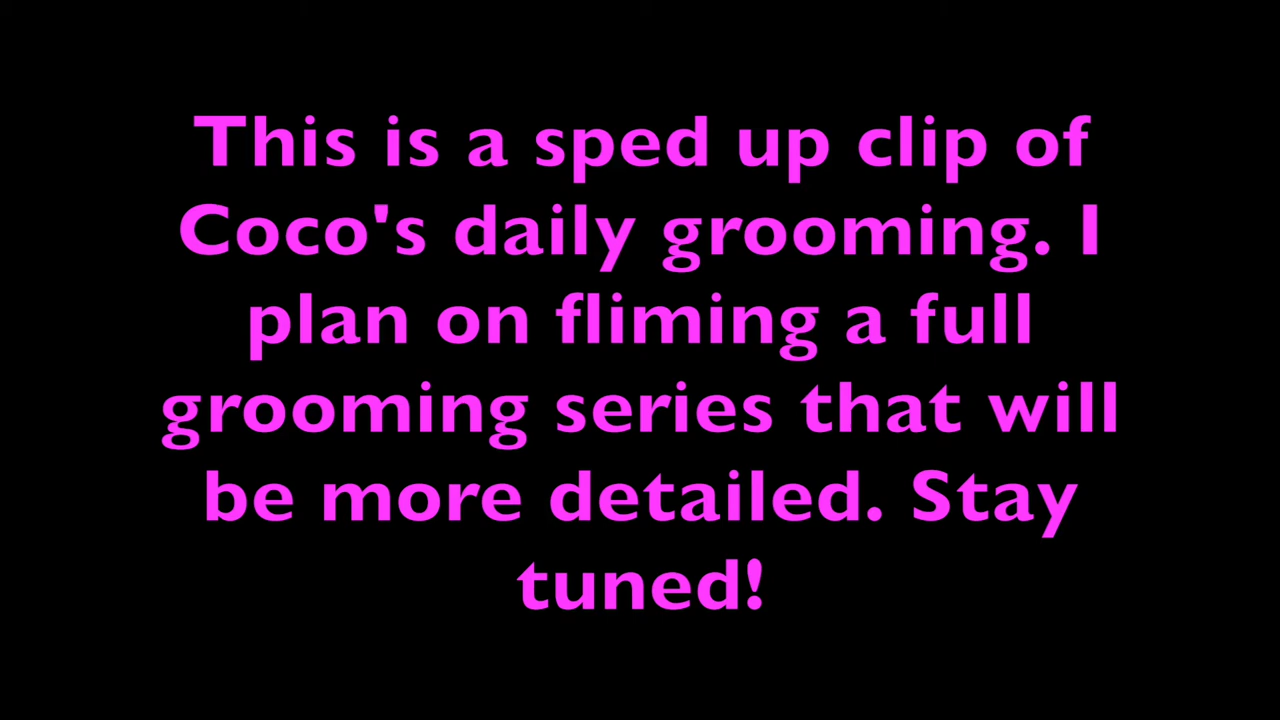 This is a sped up clip of
Coco's daily grooming. I
plan on fliming a full
grooming series that will
be more detailed. Stay
tuned!